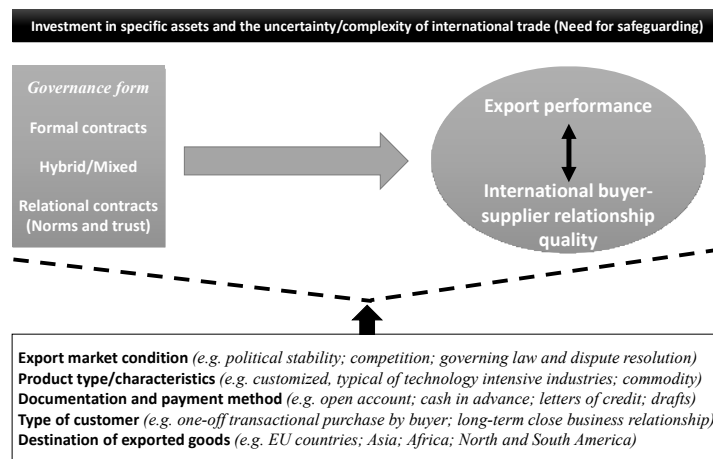 Investment in specific assets and the uncertainty/complexity of international trade (Need for safeguarding)
Governance form
Formal contracts
Hybrid/Mixed
Relational contracts
(Norms and trust)
Export performance
International buyer-
supplier relationship
quality
Export market condition (e.g. political stability; competition; governing law and dispute resolution)
Product type/characteristics (e.g. customized, typical of technology intensive industries; commodity)
Documentation and payment method (e.g. open account; cash in advance; letters of credit; drafts)
Type of customer (e.g. one-off transactional purchase by buyer; long-term close business relationship)
Destination of exported goods (e.g. EU countries; Asia; Africa; North and South America)